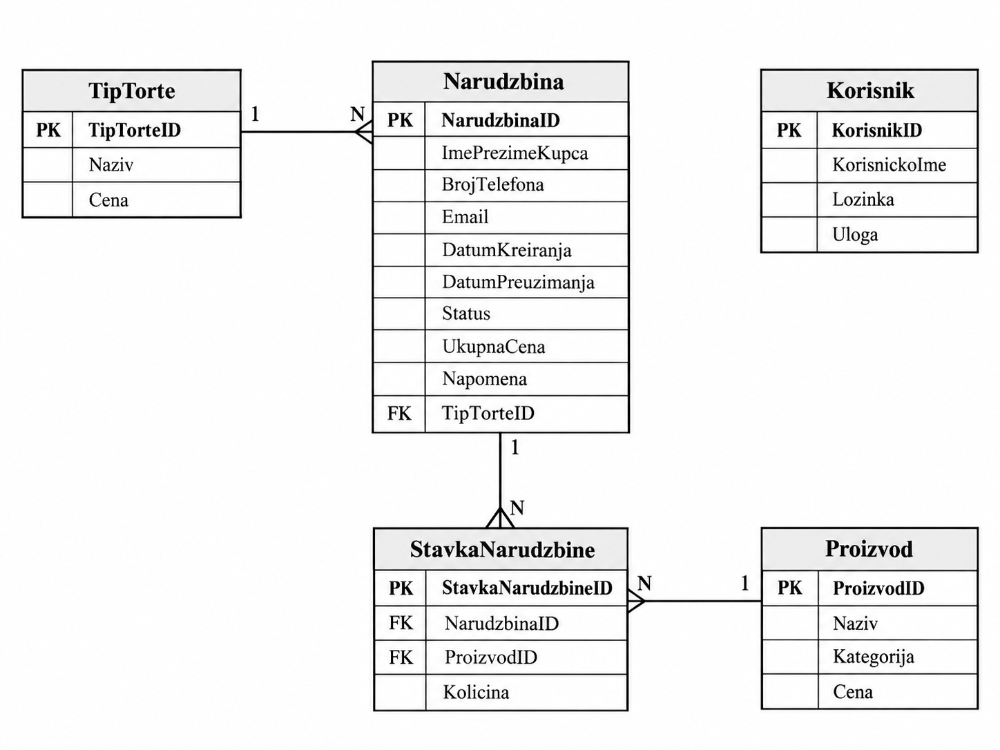 TipTorte
PK TipTorteID
Naziv
Cena
1 N
Narudzbina
PK NarudzbinaID
ImePrezimeKupca
BrojTelefona
Email
DatumKreiranja
DatumPreuzimanja
Status
UkupnaCena
Napomena
FK TipTorteID
Korisnik
PK KorisnikID
KorisnickoIme
Lozinka
Uloga
1
N
StavkaNarudzbine
PK StavkaNarudzbineID
FK NarudzbinaID
FK ProizvodID
Kolicina
N 1
Proizvod
PK ProizvodID
Naziv
Kategorija
Cena